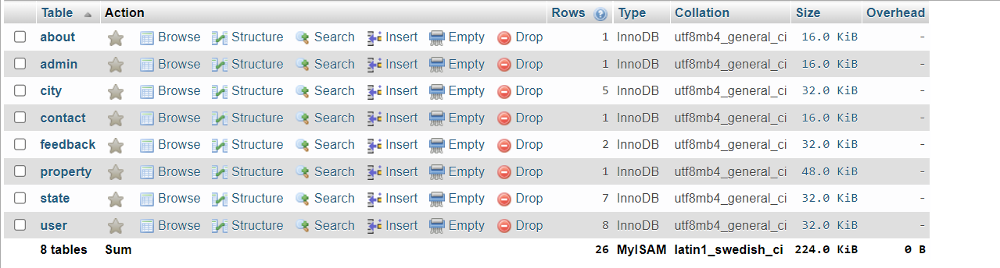 Table Action Rows Type Collation Size Overhead
about Browse Structure Search Insert Empty Drop 1 InnoDB utf8mb4_general_ci 16.0 KiB -
admin Browse Structure Search Insert Empty Drop 1 InnoDB utf8mb4_general_ci 16.0 KiB -
city Browse Structure Search Insert Empty Drop 5 InnoDB utf8mb4_general_ci 32.0 KiB -
contact Browse Structure Search Insert Empty Drop 1 InnoDB utf8mb4_general_ci 16.0 KiB -
feedback Browse Structure Search Insert Empty Drop 2 InnoDB utf8mb4_general_ci 32.0 KiB -
property Browse Structure Search Insert Empty Drop 1 InnoDB utf8mb4_general_ci 48.0 KiB -
state Browse Structure Search Insert Empty Drop 7 InnoDB utf8mb4_general_ci 32.0 KiB -
user Browse Structure Search Insert Empty Drop 8 InnoDB utf8mb4_general_ci 32.0 KiB -
8 tables Sum 26 MyISAM latin1_swedish_ci 224.0 KiB 0 B